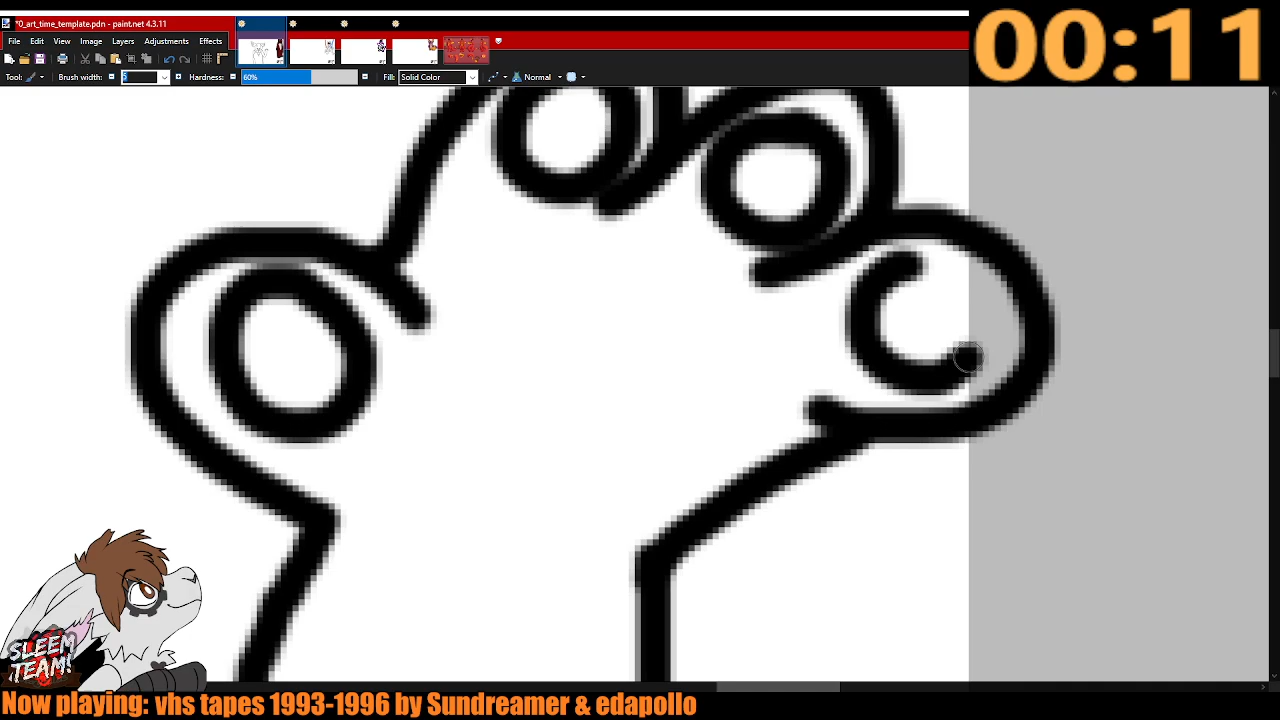 *0_art_time_template.pdn - paint.net 4.3.11
00:11
File Edit View Image Layers Adjustments Effects
Tool: Brush width: 5 Hardness: 60% Fill: Solid Color Normal
SLEEM
TEAM!
Now playing: vhs tapes 1993-1996 by Sundreamer & edapollo